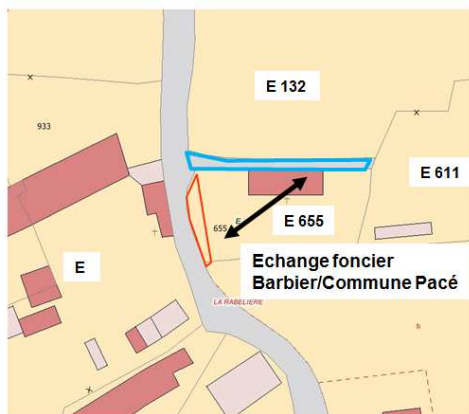 E 132
933
E 611
655
E
E 655
E
Echange foncier
Barbier/Commune Pacé
LA RABELIERE
b